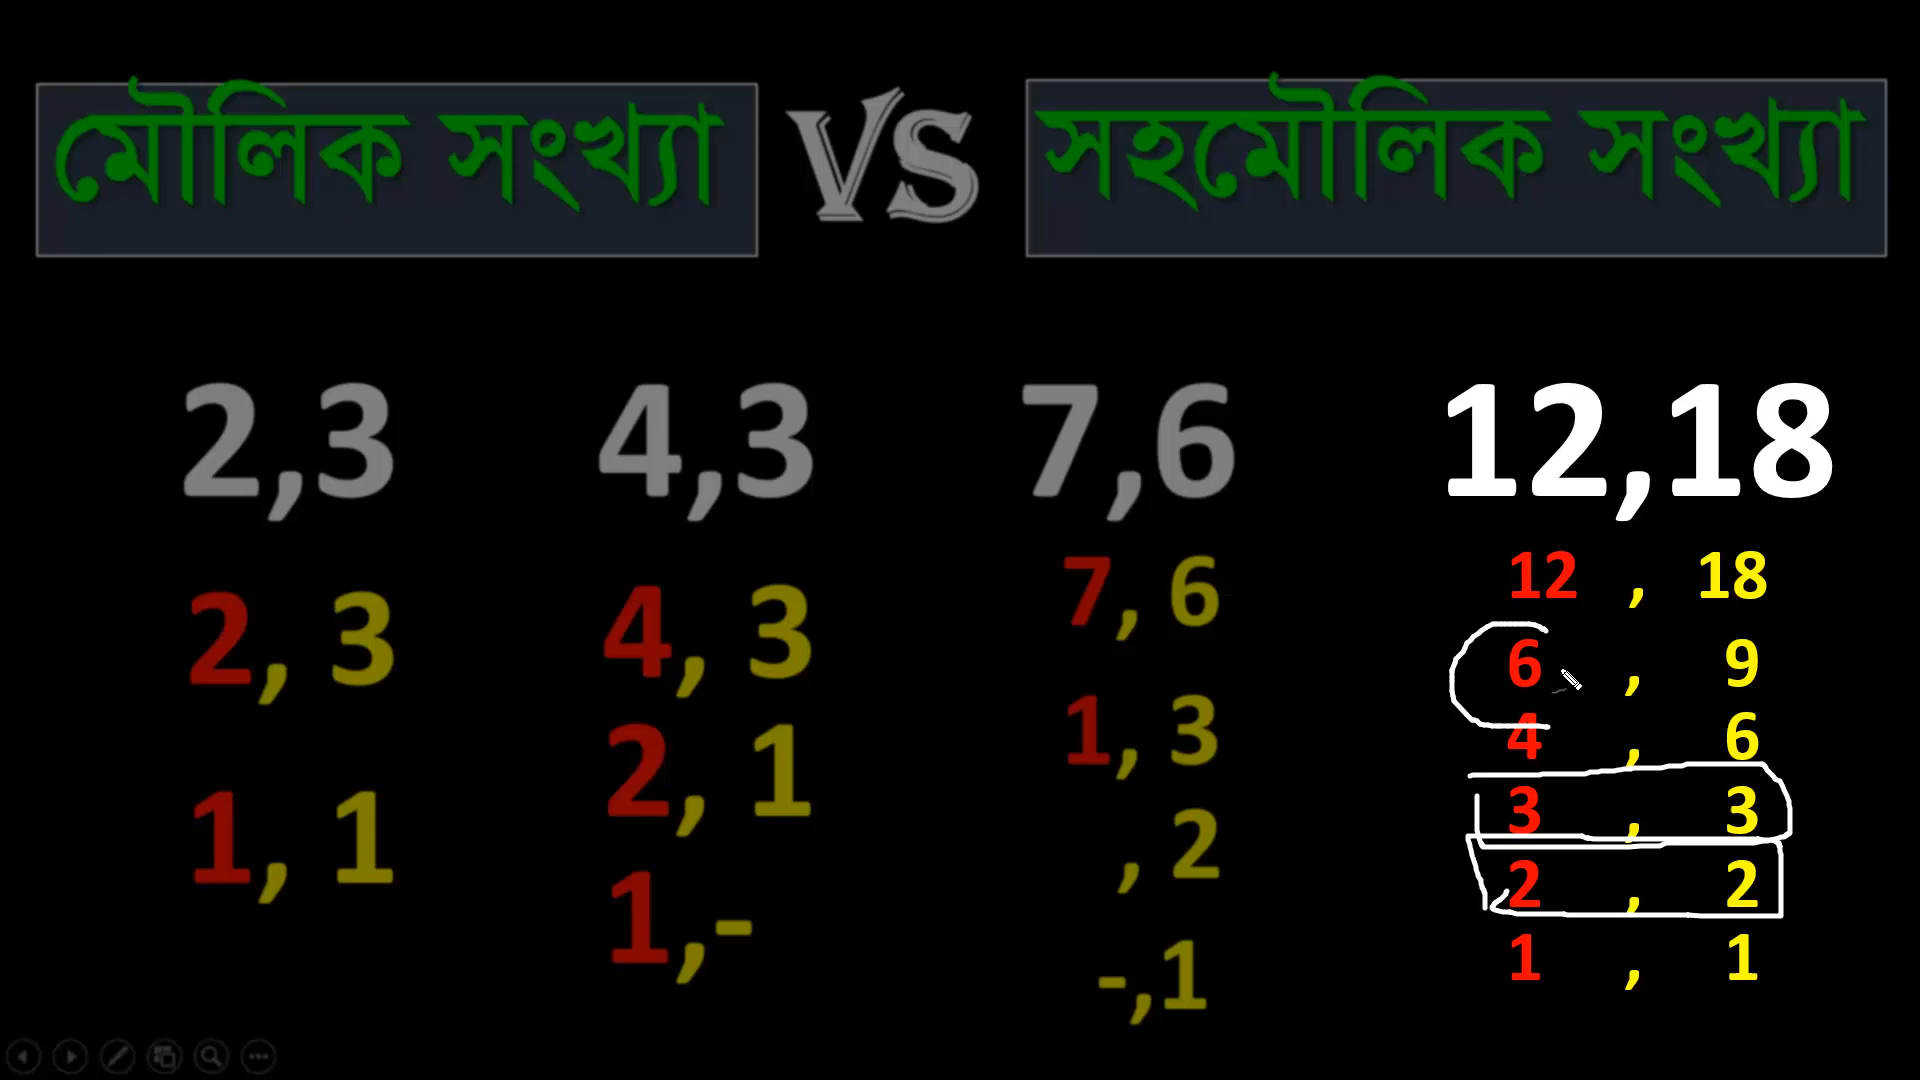 মৌলিক সংখ্যা VS সহমৌলিক সংখ্যা
2,3 4,3 7,6 12,18
2, 3
1, 1
4, 3
2, 1
1,-
7, 6
1, 3
, 2
-,1
12 , 18
6 , 9
4 , 6
3 , 3
2 , 2
1 , 1